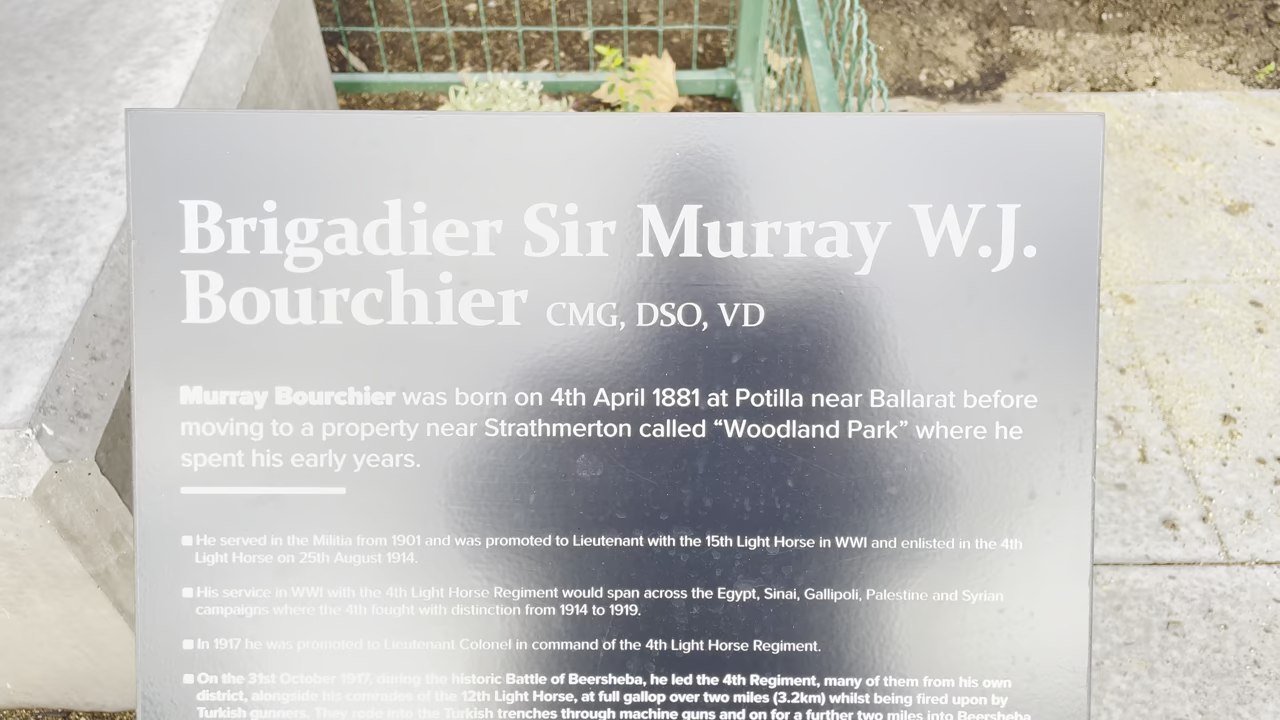 Brigadier Sir Murray W.J.
Bourchier CMG, DSO, VD
Murray Bourchier was born on 4th April 1881 at Potilla near Ballarat before
moving to a property near Strathmerton called “Woodland Park” where he
spent his early years.
■ He served in the Militia from 1901 and was promoted to Lieutenant with the 15th Light Horse in WWI and enlisted in the 4th
Light Horse on 25th August 1914.
■ His service in WWI with the 4th Light Horse Regiment would span across the Egypt, Sinai, Gallipoli, Palestine and Syrian
campaigns where the 4th fought with distinction from 1914 to 1919.
■ In 1917 he was promoted to Lieutenant Colonel in command of the 4th Light Horse Regiment.
■ On the 31st October 1917, during the historic Battle of Beersheba, he led the 4th Regiment, many of them from his own
district, alongside his comrades of the 12th Light Horse, at full gallop over two miles (3.2km) whilst being fired upon by
Turkish gunners. They rode into the Turkish trenches through machine guns and on for a further two miles into Beersheba